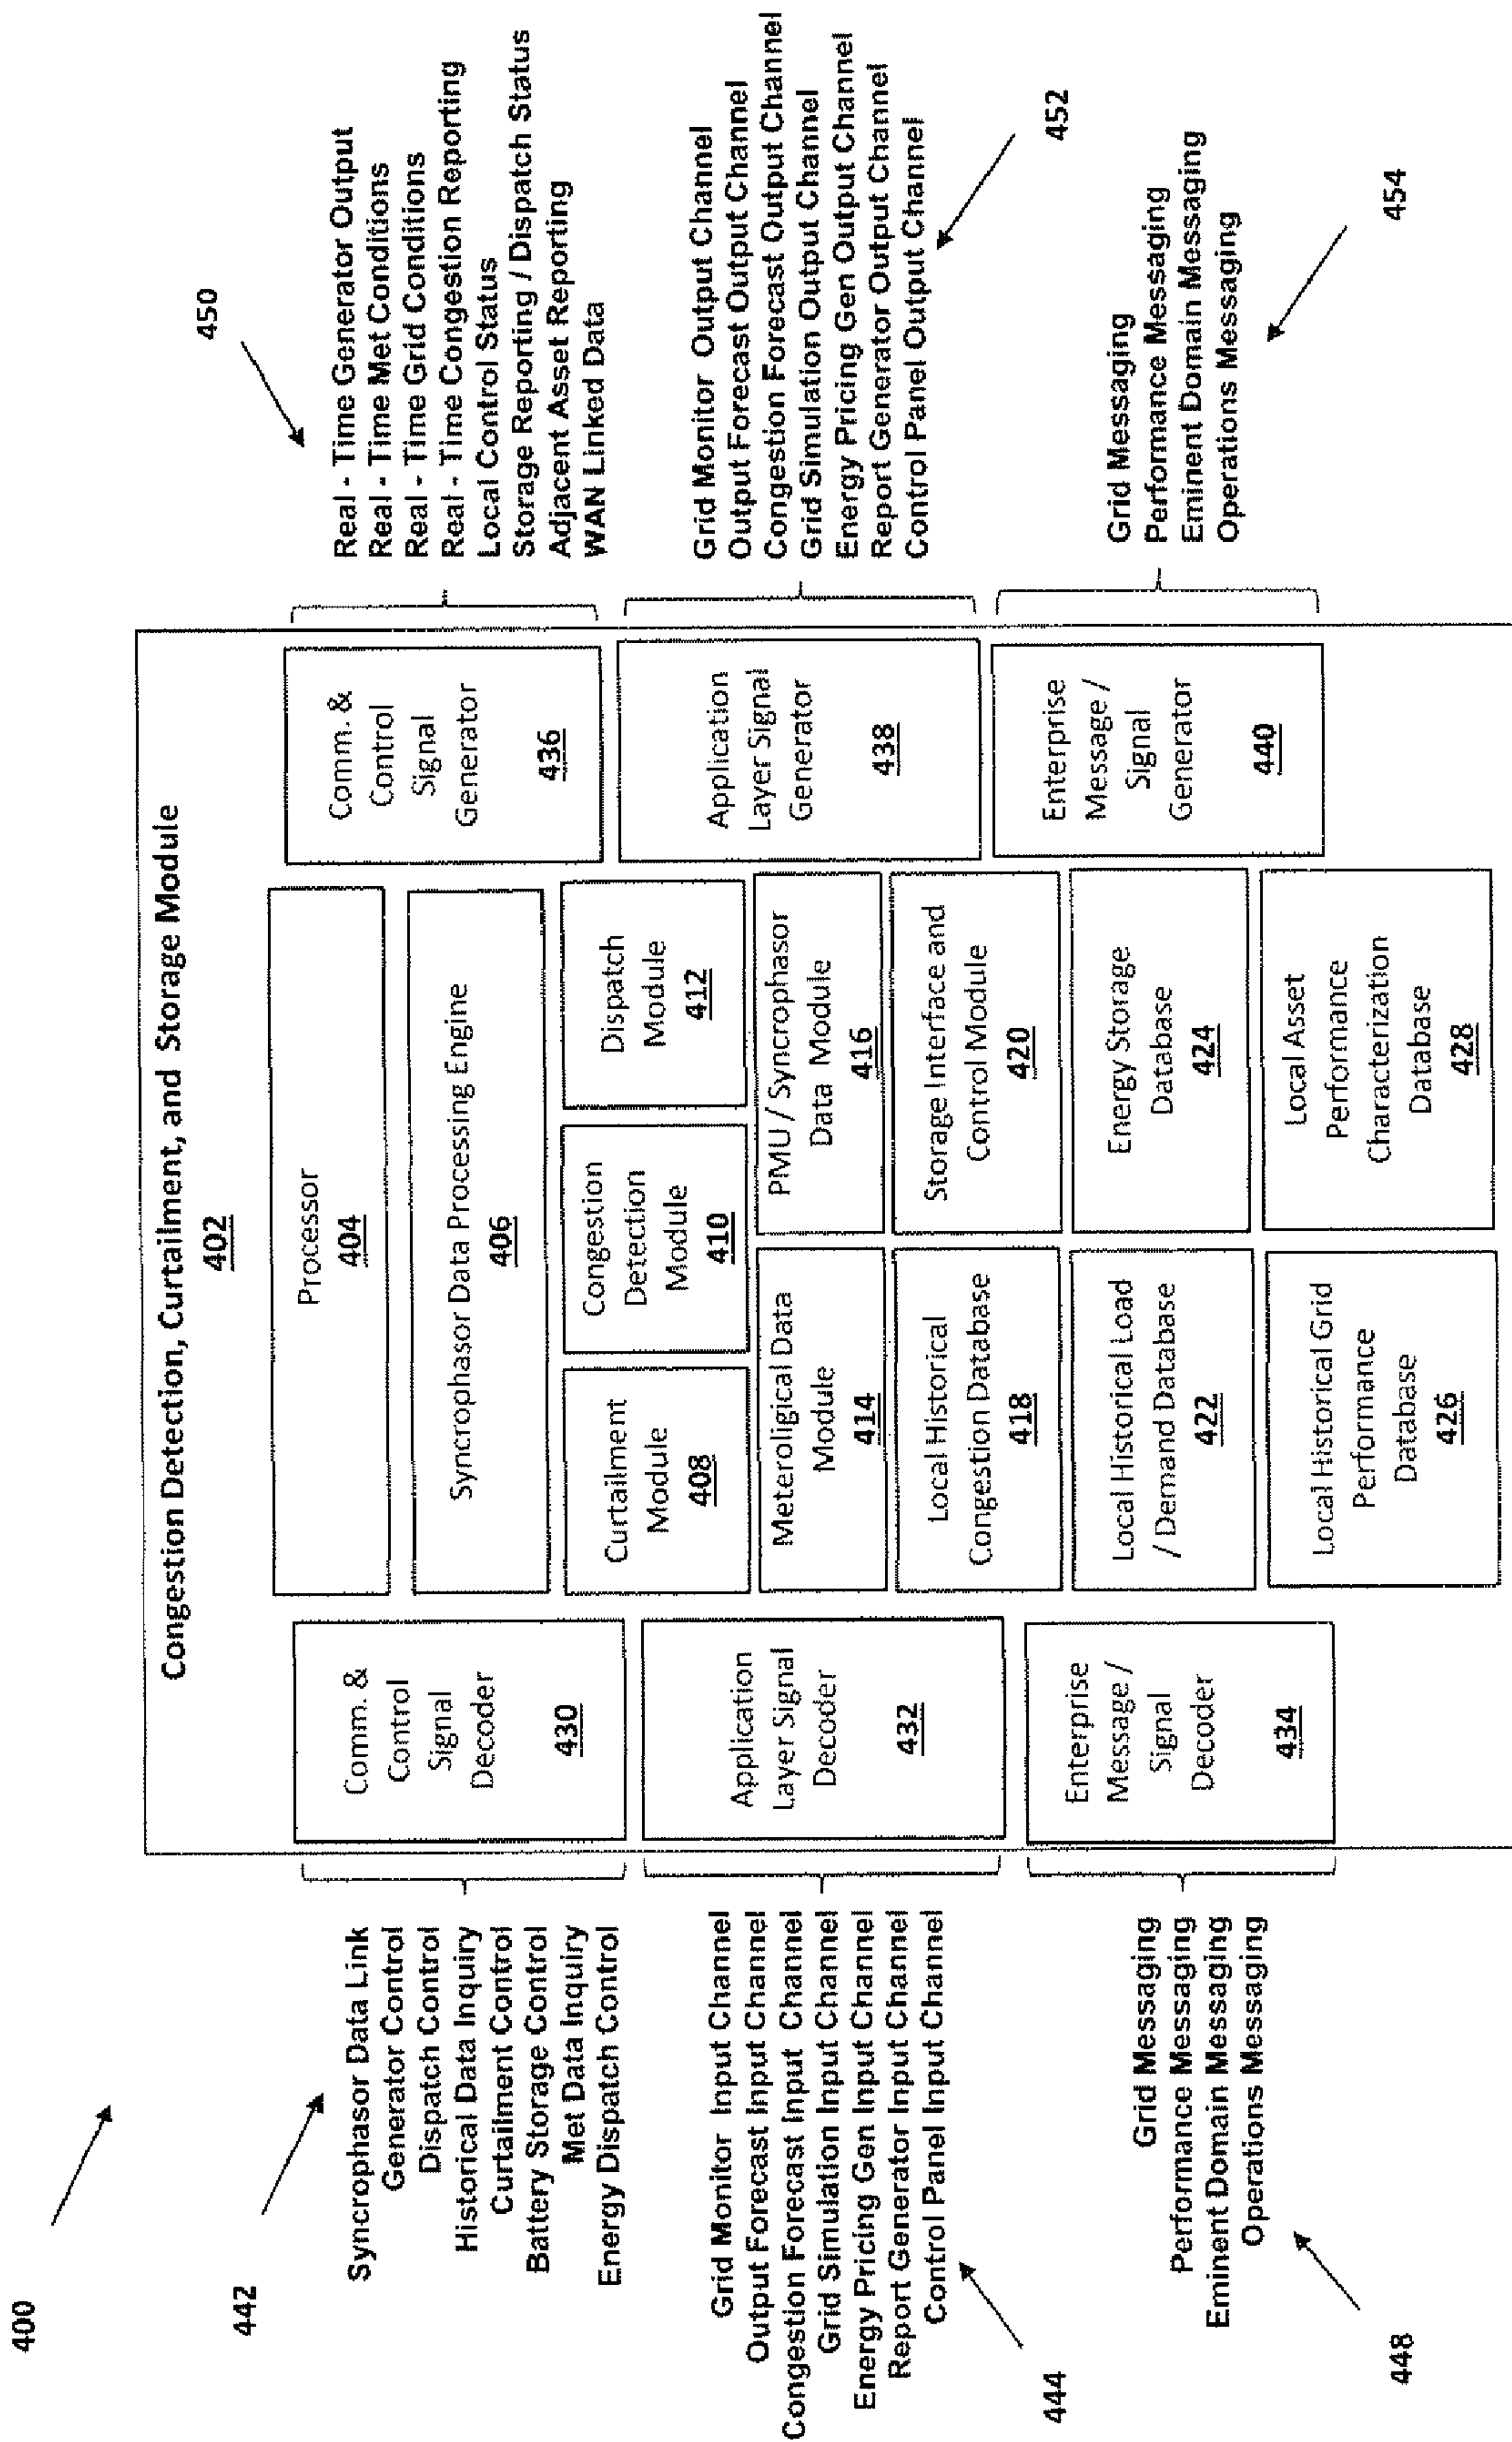 400
Congestion Detection, Curtailment, and Storage Module
402
442
Syncrophasor Data Link
Generator Control
Dispatch Control
Historical Data Inquiry
Curtailment Control
Battery Storage Control
Met Data Inquiry
Energy Dispatch Control
Grid Monitor Input Channel
Output Forecast Input Channel
Congestion Forecast Input Channel
Grid Simulation Input Channel
Energy Pricing Gen Input Channel
Report Generator Input Channel
Control Panel Input Channel
444
Grid Messaging
Performance Messaging
Eminent Domain Messaging
Operations Messaging
448
Comm. &
Control
Signal
Decoder
430
Application
Layer Signal
Decoder
432
Enterprise
Message /
Signal
Decoder
434
Processor
404
Syncrophasor Data Processing Engine
406
Curtailment
Module
408
Congestion
Detection
Module
410
Dispatch
Module
412
Meteroligical Data
Module
414
PMU / Syncrophasor
Data Module
416
Local Historical
Congestion Database
418
Storage Interface and
Control Module
420
Local Historical Load
/ Demand Database
422
Energy Storage
Database
424
Local Historical Grid
Performance
Database
426
Local Asset
Performance
Characterization
Database
428
Comm. &
Control
Signal
Generator
436
Application
Layer Signal
Generator
438
Enterprise
Message /
Signal
Generator
440
450
Real - Time Generator Output
Real - Time Met Conditions
Real - Time Grid Conditions
Real - Time Congestion Reporting
Local Control Status
Storage Reporting / Dispatch Status
Adjacent Asset Reporting
WAN Linked Data
Grid Monitor Output Channel
Output Forecast Output Channel
Congestion Forecast Output Channel
Grid Simulation Output Channel
Energy Pricing Gen Output Channel
Report Generator Output Channel
Control Panel Output Channel
452
Grid Messaging
Performance Messaging
Eminent Domain Messaging
Operations Messaging
454